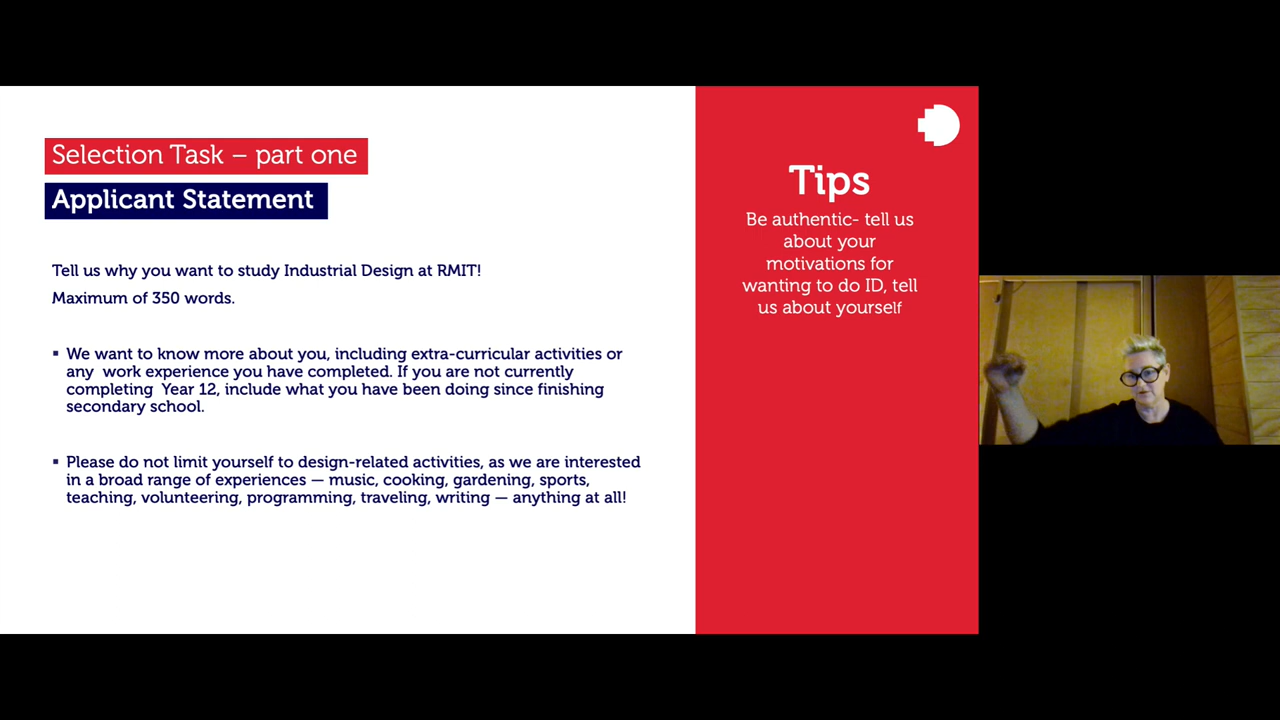 Selection Task – part one
Applicant Statement
Tell us why you want to study Industrial Design at RMIT!
Maximum of 350 words.
▪ We want to know more about you, including extra-curricular activities or
any  work experience you have completed. If you are not currently
completing  Year 12, include what you have been doing since finishing
secondary school.
▪ Please do not limit yourself to design-related activities, as we are interested
in a broad range of experiences — music, cooking, gardening, sports,
teaching, volunteering, programming, traveling, writing — anything at all!
Tips
Be authentic- tell us
about your
motivations for
wanting to do ID, tell
us about yourself